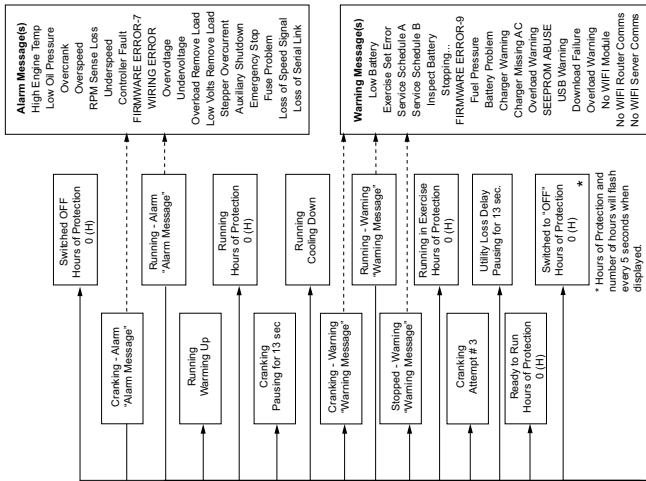 Alarm Message(s)
High Engine Temp
Low Oil Pressure
Overcrank
Overspeed
RPM Sense Loss
Underspeed
Controller Fault
FIRMWARE ERROR-7
WIRING ERROR
Overvoltage
Undervoltage
Overload Remove Load
Low Volts Remove Load
Stepper Overcurrent
Auxiliary Shutdown
Emergency Stop
Fuse Problem
Loss of Speed Signal
Loss of Serial Link
Warning Message(s)
Low Battery
Exercise Set Error
Service Schedule A
Service Schedule B
Inspect Battery
Stopping...
FIRMWARE ERROR-9
Fuel Pressure
Battery Problem
Charger Warning
Charger Missing AC
Overload Warning
SEEPROM ABUSE
USB Warning
Download Failure
Overload Warning
No WIFI Module
No WIFI Router Comms
No WIFI Server Comms
Switched OFF
Hours of Protection
0 (H)
Running - Alarm
"Alarm Message"
Running
Hours of Protection
0 (H)
Running
Cooling Down
Running - Warning
"Warning Message"
Running in Exercise
Hours of Protection
0 (H)
Utility Loss Delay
Pausing for 13 sec.
Switched to "OFF"
Hours of Protection
0 (H)
*
* Hours of Protection and
number of hours will flash
every 5 seconds when
displayed.
Cranking - Alarm
"Alarm Message"
Running
Warming Up
Cranking
Pausing for 13 sec
Cranking - Warning
"Warning Message"
Stopped - Warning
"Warning Message"
Cranking
Attempt # 3
Ready to Run
Hours of Protection
0 (H)